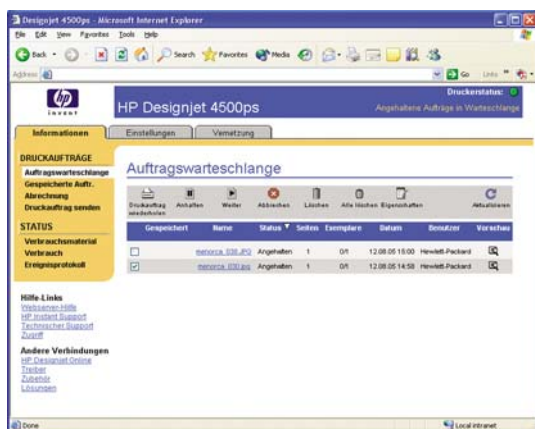 Designjet 4500ps - Microsoft Internet Explorer
File Edit View Favorites Tools Help
Back Search Favorites Media
Address Go Links
hp
invent
HP Designjet 4500ps
Druckerstatus:
Angehaltene Aufträge in Warteschlange
Informationen Einstellungen Vernetzung
DRUCKAUFTRÄGE
Auftragswarteschlange
Gespeicherte Auftr.
Abrechnung
Druckauftrag senden
STATUS
Verbrauchsmaterial
Verbrauch
Ereignisprotokoll
Hilfe-Links
Webserver-Hilfe
HP Instant Support
Technischer Support
Zugriff
Andere Verbindungen
HP Designjet Online
Treiber
Zubehör
Lösungen
Auftragswarteschlange
Druckauftrag wiederholen Anhalten Weiter Abbrechen Löschen Alle löschen Eigenschaften Aktualisieren
Gespeichert Name Status Seiten Exemplare Datum Benutzer Vorschau
menorca_038.JPG Angehalten 1 0/1 12.08.05 15:00 Hewlett-Packard
menorca_030.jpg Angehalten 1 0/1 12.08.05 14:58 Hewlett-Packard
Done Local intranet